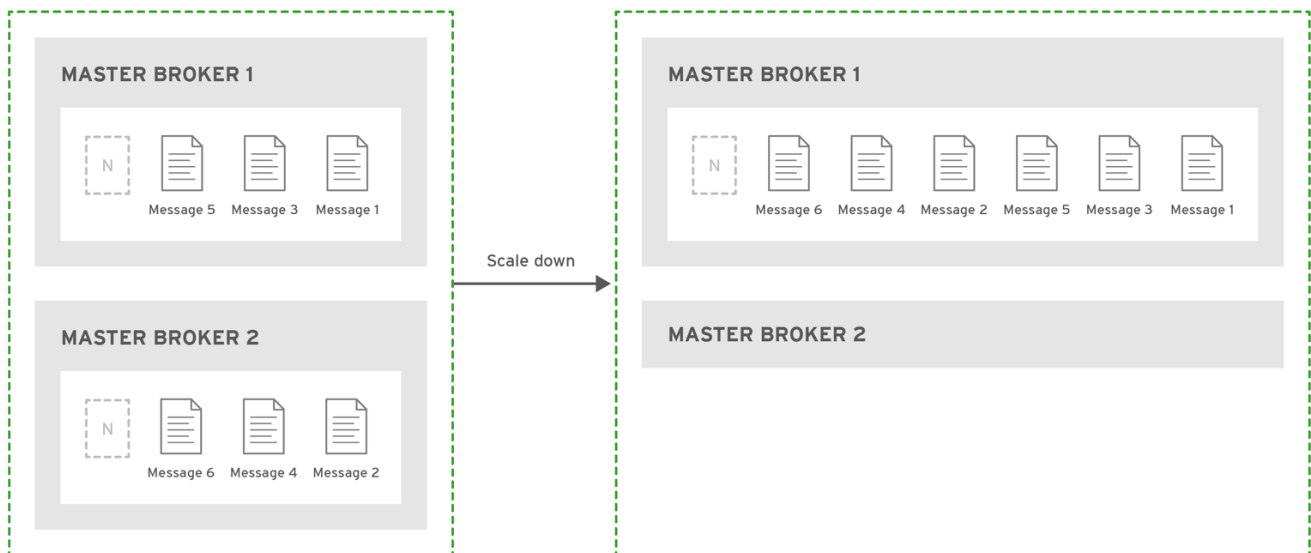 MASTER BROKER 1
N
Message 5 Message 3 Message 1
MASTER BROKER 2
N
Message 6 Message 4 Message 2
Scale down
MASTER BROKER 1
N
Message 6 Message 4 Message 2 Message 5 Message 3 Message 1
MASTER BROKER 2